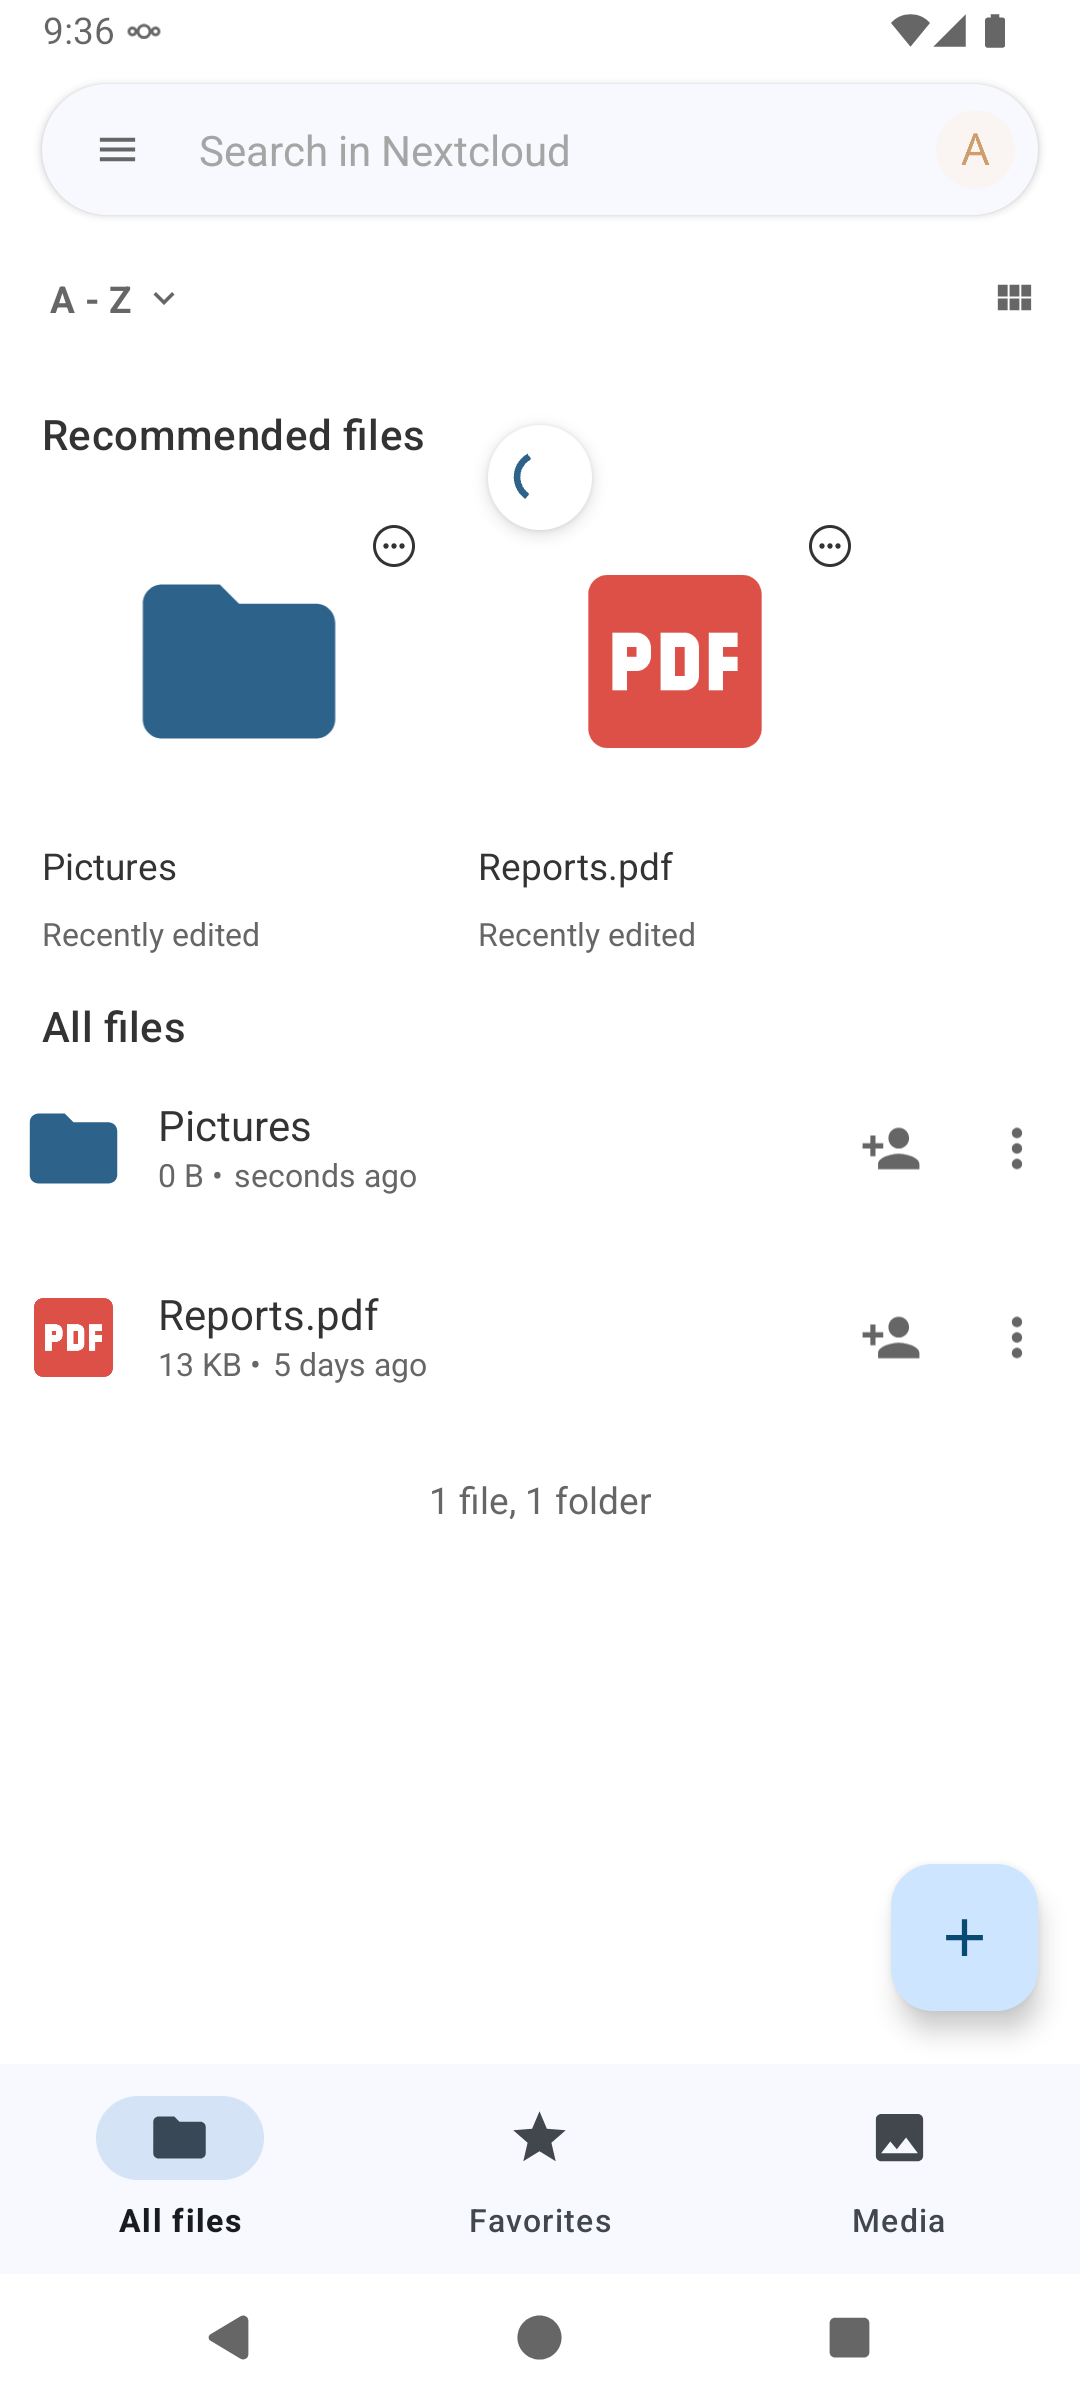 9:36
Search in Nextcloud
A
A - Z
Recommended files
PDF
Pictures
Reports.pdf
Recently edited
Recently edited
All files
Pictures
0 B • seconds ago
PDF
Reports.pdf
13 KB • 5 days ago
1 file, 1 folder
All files
Favorites
Media